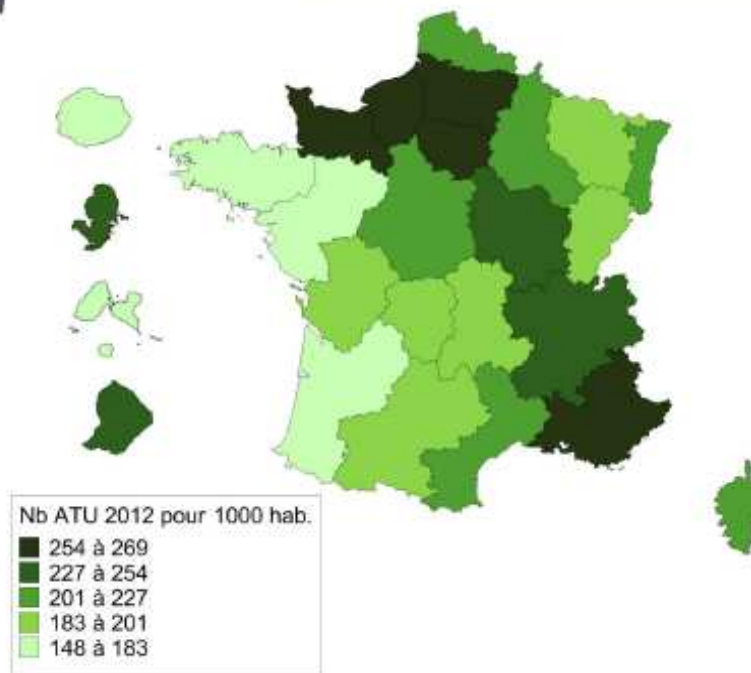 Nb ATU 2012 pour 1000 hab.
254 à 269
227 à 254
201 à 227
183 à 201
148 à 183